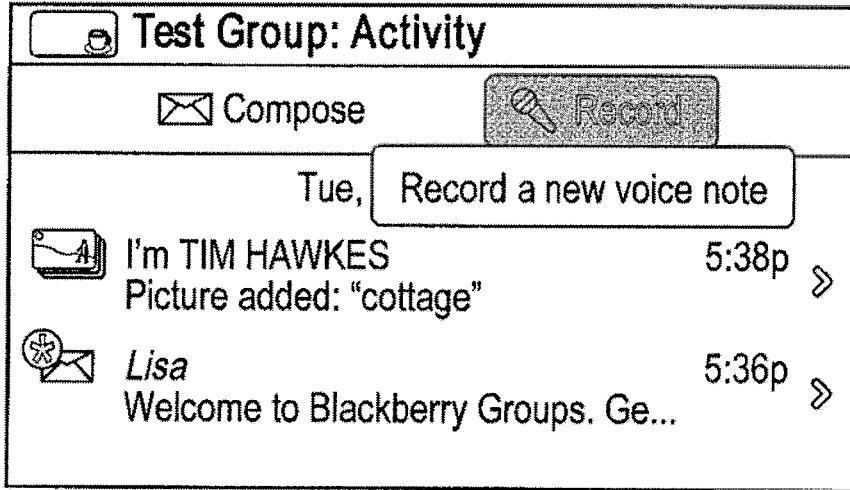 Test Group: Activity
Compose
Record
Tue,
Record a new voice note
I'm TIM HAWKES
5:38p
Picture added: “cottage”
Lisa
5:36p
Welcome to Blackberry Groups. Ge...